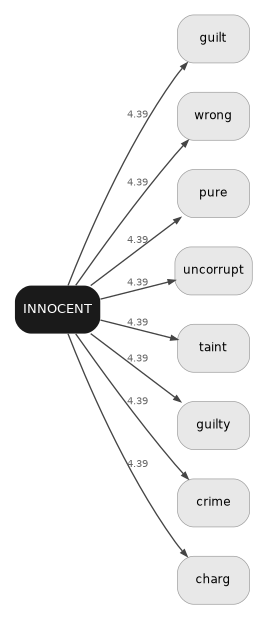 guilt
4.39
wrong
4.39
pure
4.39
uncorrupt
4.39
INNOCENT
4.39
taint
4.39
guilty
4.39
crime
4.39
charg